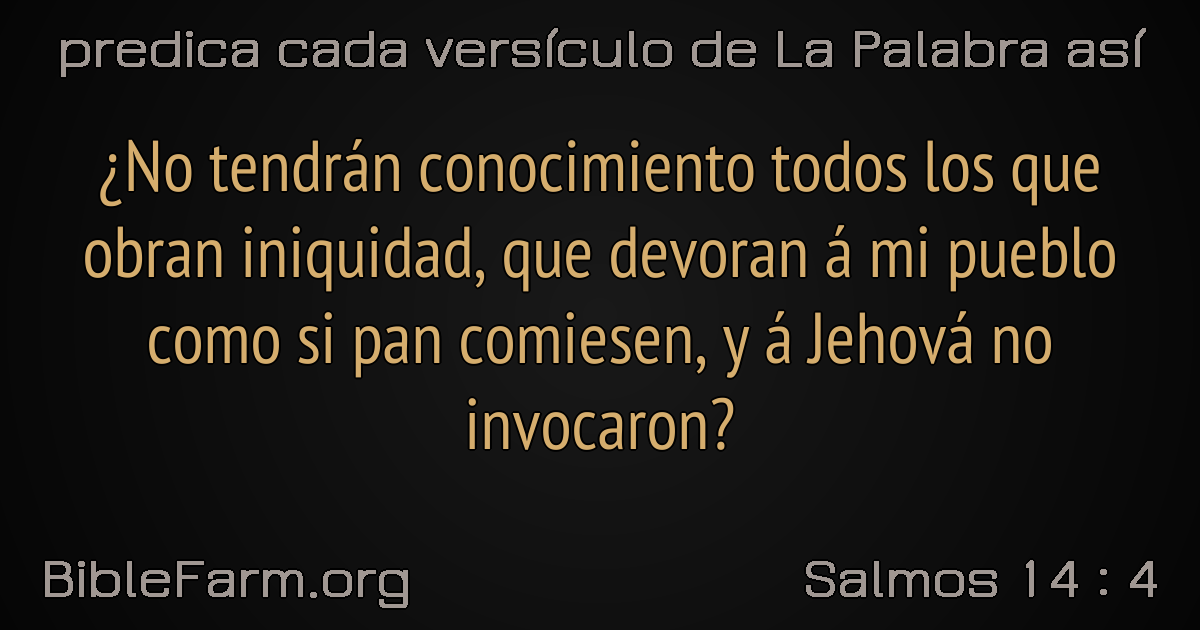 predica cada versículo de La Palabra así
¿No tendrán conocimiento todos los que
obran iniquidad, que devoran á mi pueblo
como si pan comiesen, y á Jehová no
invocaron?
BibleFarm.org
Salmos 14 : 4